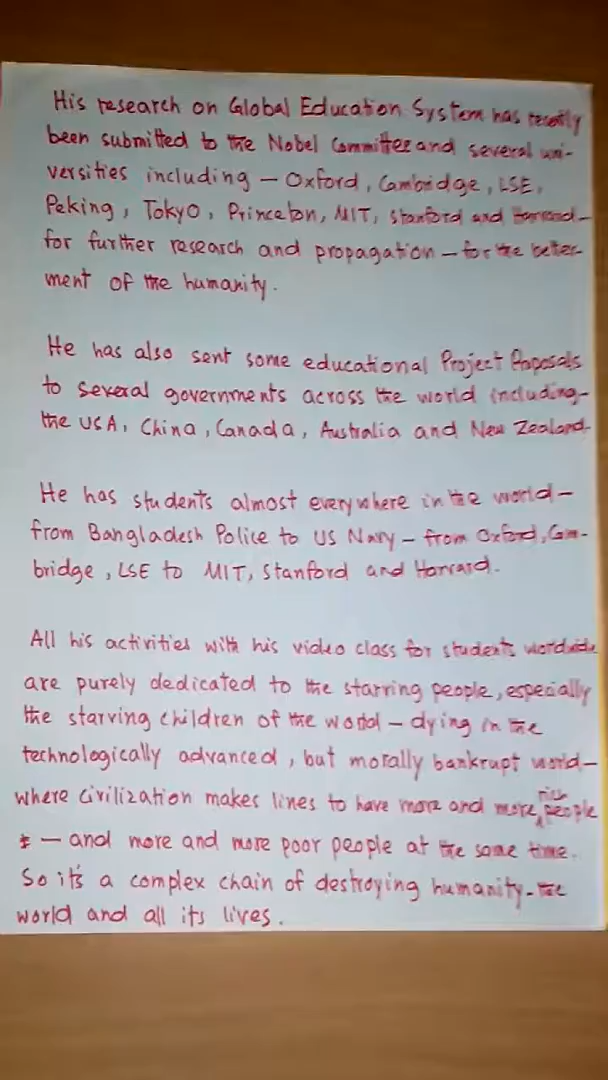 His research on Global Education System has recently
been submitted to the Nobel Committee and several uni-
versities including — Oxford, Cambridge, LSE,
Peking, Tokyo, Princeton, MIT, Stanford and Harvard —
for further research and propagation — for the better-
ment of the humanity.
He has also sent some educational Project Proposals
to several governments across the world including —
the USA, China, Canada, Australia and New Zealand.
He has students almost everywhere in the world —
from Bangladesh Police to US Navy — from Oxford, Cam-
bridge, LSE to MIT, Stanford and Harvard.
All his activities with his video class for students worldwide
are purely dedicated to the starving people, especially
the starving children of the world — dying in the
technologically advanced, but morally bankrupt world —
where civilization makes lines to have more and more rich people
— and more and more poor people at the same time.
So it's a complex chain of destroying humanity — the
world and all its lives.